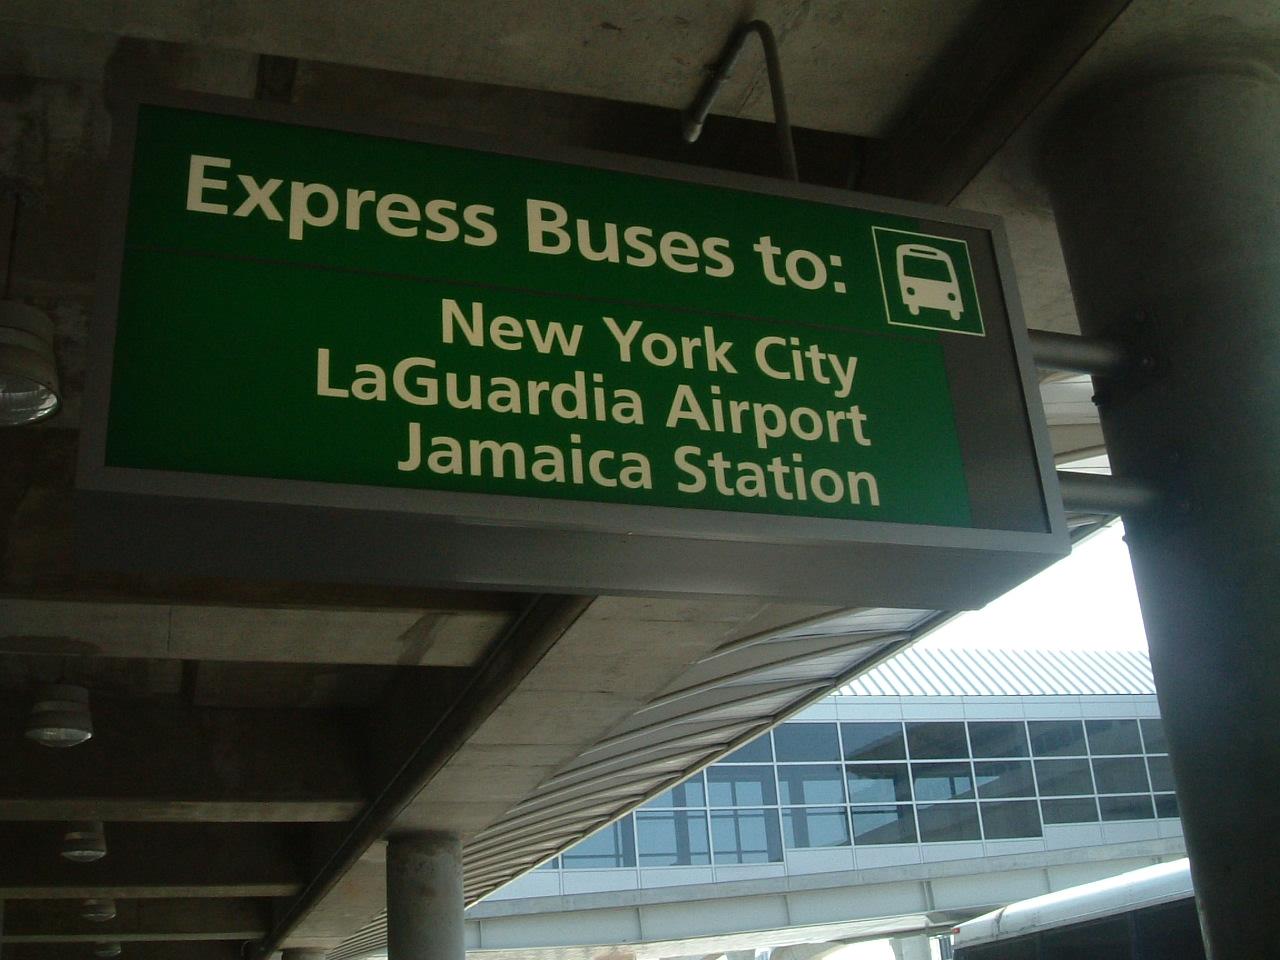 Express Buses to:
New York City
LaGuardia Airport
Jamaica Station